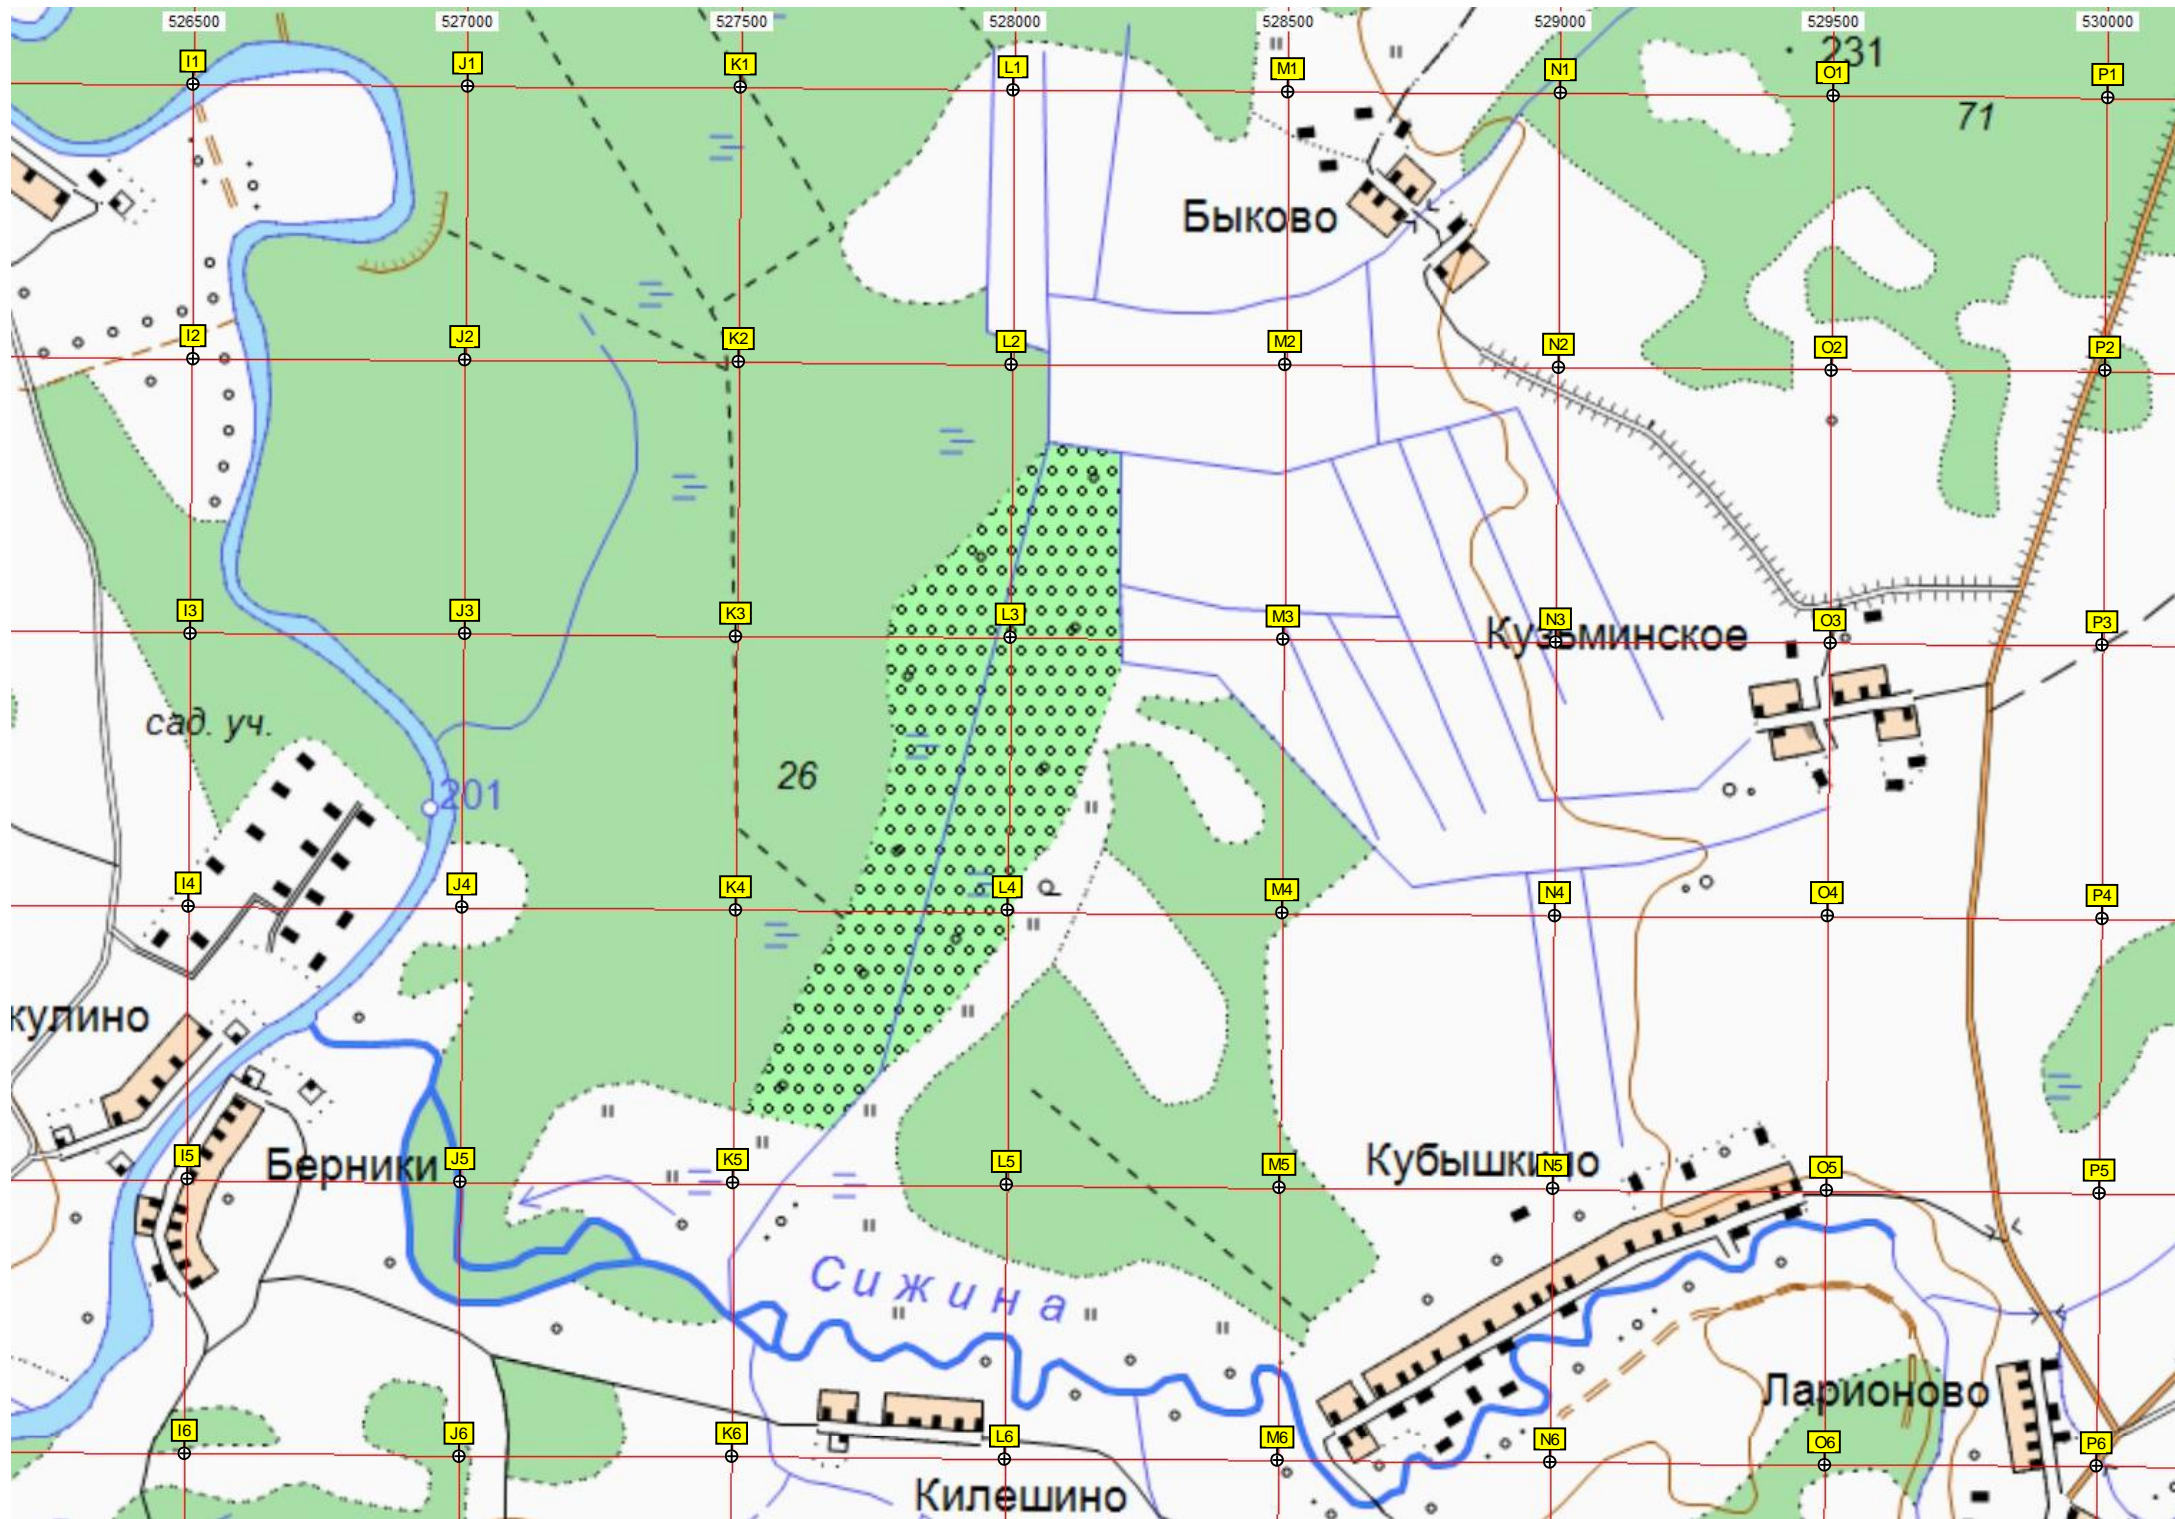 526500 527000 527500 528000 528500 529000 529500 530000
231
I1 J1 K1 L1 M1 N1 O1 P1
71
Быково
I2 J2 K2 L2 M2 N2 O2 P2
I3 J3 K3 L3 M3 N3 O3 P3
Кузьминское
сад. уч.
26
201
I4 J4 K4 L4 M4 N4 O4 P4
кулино
Берники
Кубышкино
I5 J5 K5 L5 M5 N5 O5 P5
Сижина
Ларионово
I6 J6 K6 L6 M6 N6 O6 P6
Килешино